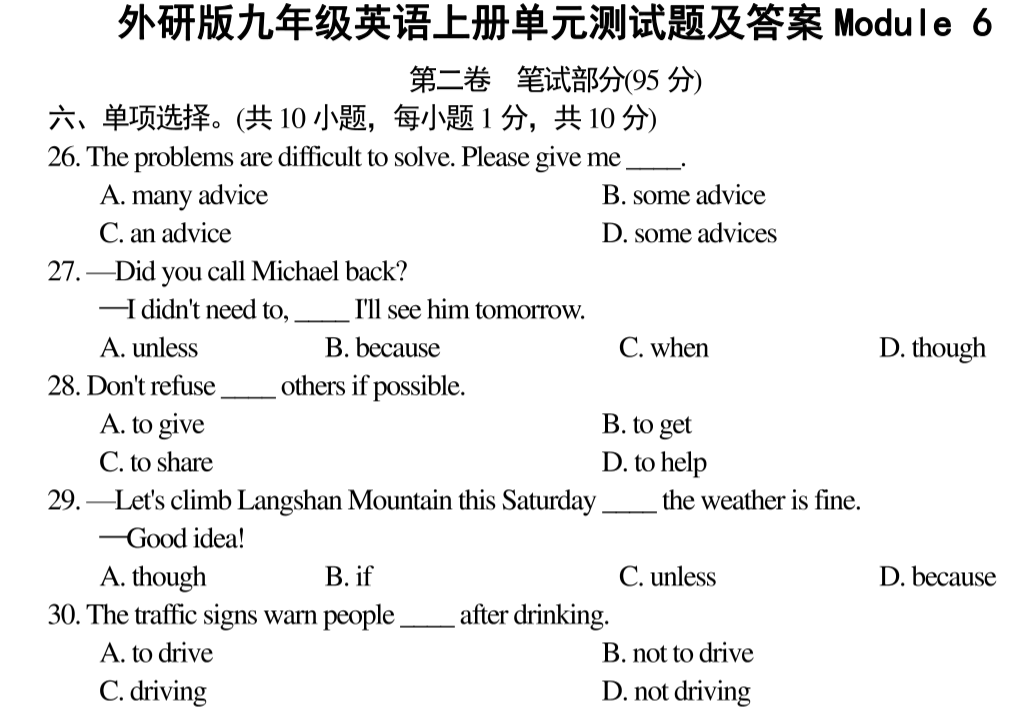 外研版九年级英语上册单元测试题及答案 Module 6
第二卷 笔试部分(95 分)
六、单项选择。(共 10 小题，每小题 1 分，共 10 分)
26. The problems are difficult to solve. Please give me ____.
A. many advice B. some advice
C. an advice D. some advices
27. —Did you call Michael back?
—I didn't need to, ____ I'll see him tomorrow.
A. unless B. because C. when D. though
28. Don't refuse ____ others if possible.
A. to give B. to get
C. to share D. to help
29. —Let's climb Langshan Mountain this Saturday ____ the weather is fine.
—Good idea!
A. though B. if C. unless D. because
30. The traffic signs warn people ____ after drinking.
A. to drive B. not to drive
C. driving D. not driving